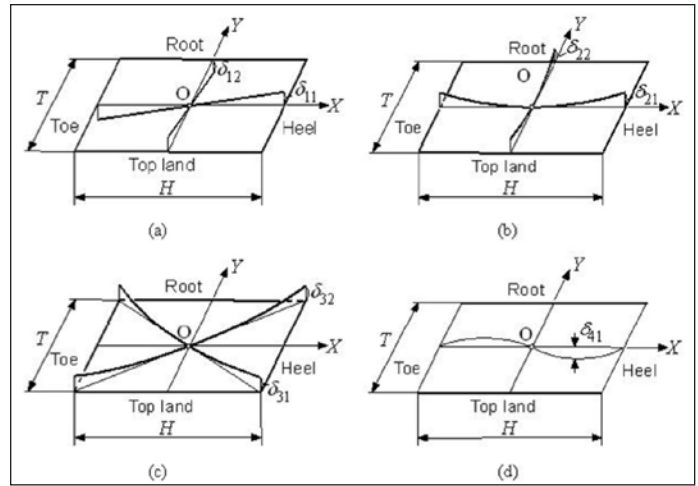 Y
Root
δ12
T
O
δ11
X
Toe
Heel
Top land
H
(a)
Y
Root
δ22
T
O
δ21
X
Toe
Heel
Top land
H
(b)
Y
Root
δ32
T
O
X
Toe
Heel
δ31
Top land
H
(c)
Y
Root
T
O
δ41
X
Toe
Heel
Top land
H
(d)